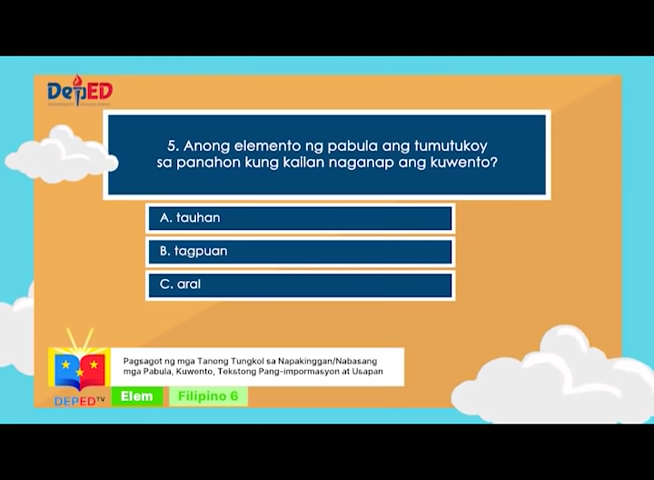 DepED
5. Anong elemento ng pabula ang tumutukoy
sa panahon kung kailan naganap ang kuwento?
A. tauhan
B. tagpuan
C. aral
Pagsagot ng mga Tanong Tungkol sa Napakinggan/Nabasang
mga Pabula, Kuwento, Tekstong Pang-impormasyon at Usapan
DEPED TV
Elem
Filipino 6